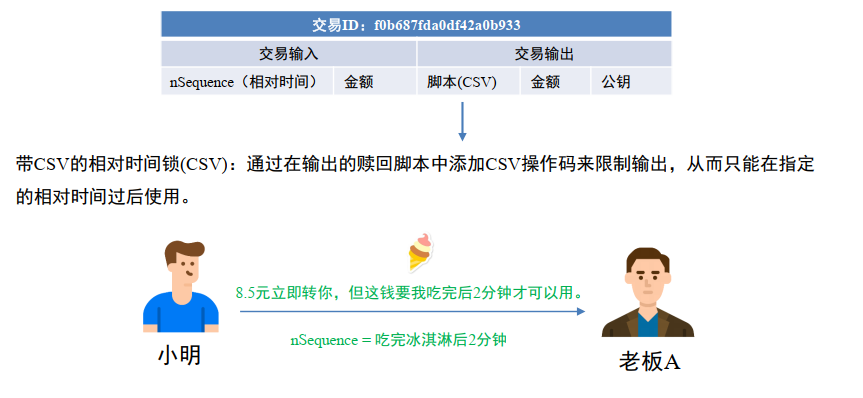 交易ID：f0b687fda0df42a0b933
交易输入 交易输出
nSequence（相对时间） 金额 脚本(CSV) 金额 公钥
带CSV的相对时间锁(CSV)：通过在输出的赎回脚本中添加CSV操作码来限制输出，从而只能在指定
的相对时间过后使用。
8.5元立即转你，但这钱要我吃完后2分钟才可以用。
nSequence = 吃完冰淇淋后2分钟
小明
老板A